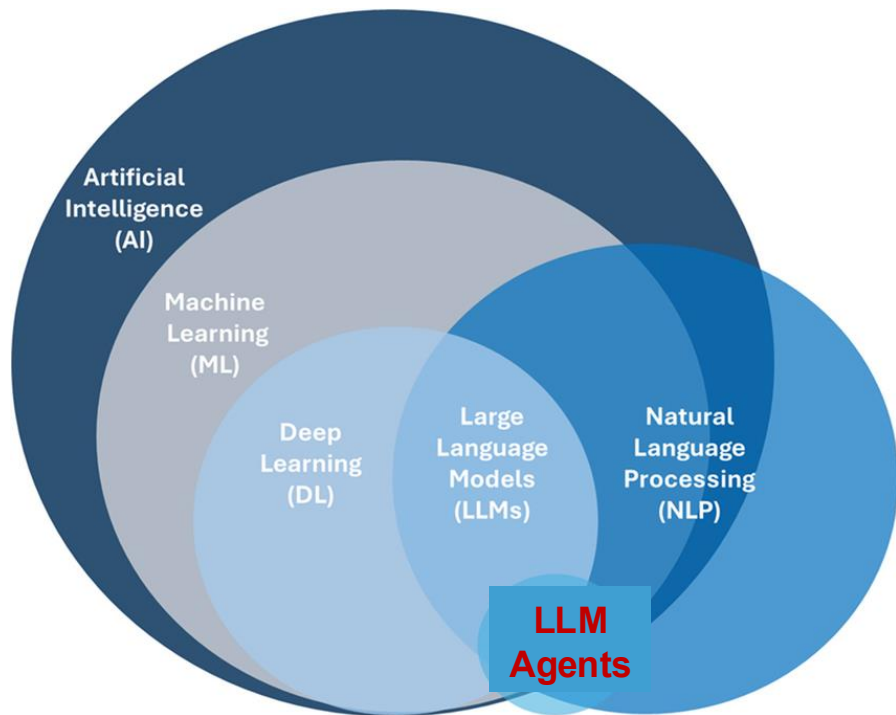 Artificial
Intelligence
(AI)
Machine
Learning
(ML)
Deep
Learning
(DL)
Large
Language
Models
(LLMs)
Natural
Language
Processing
(NLP)
LLM
Agents